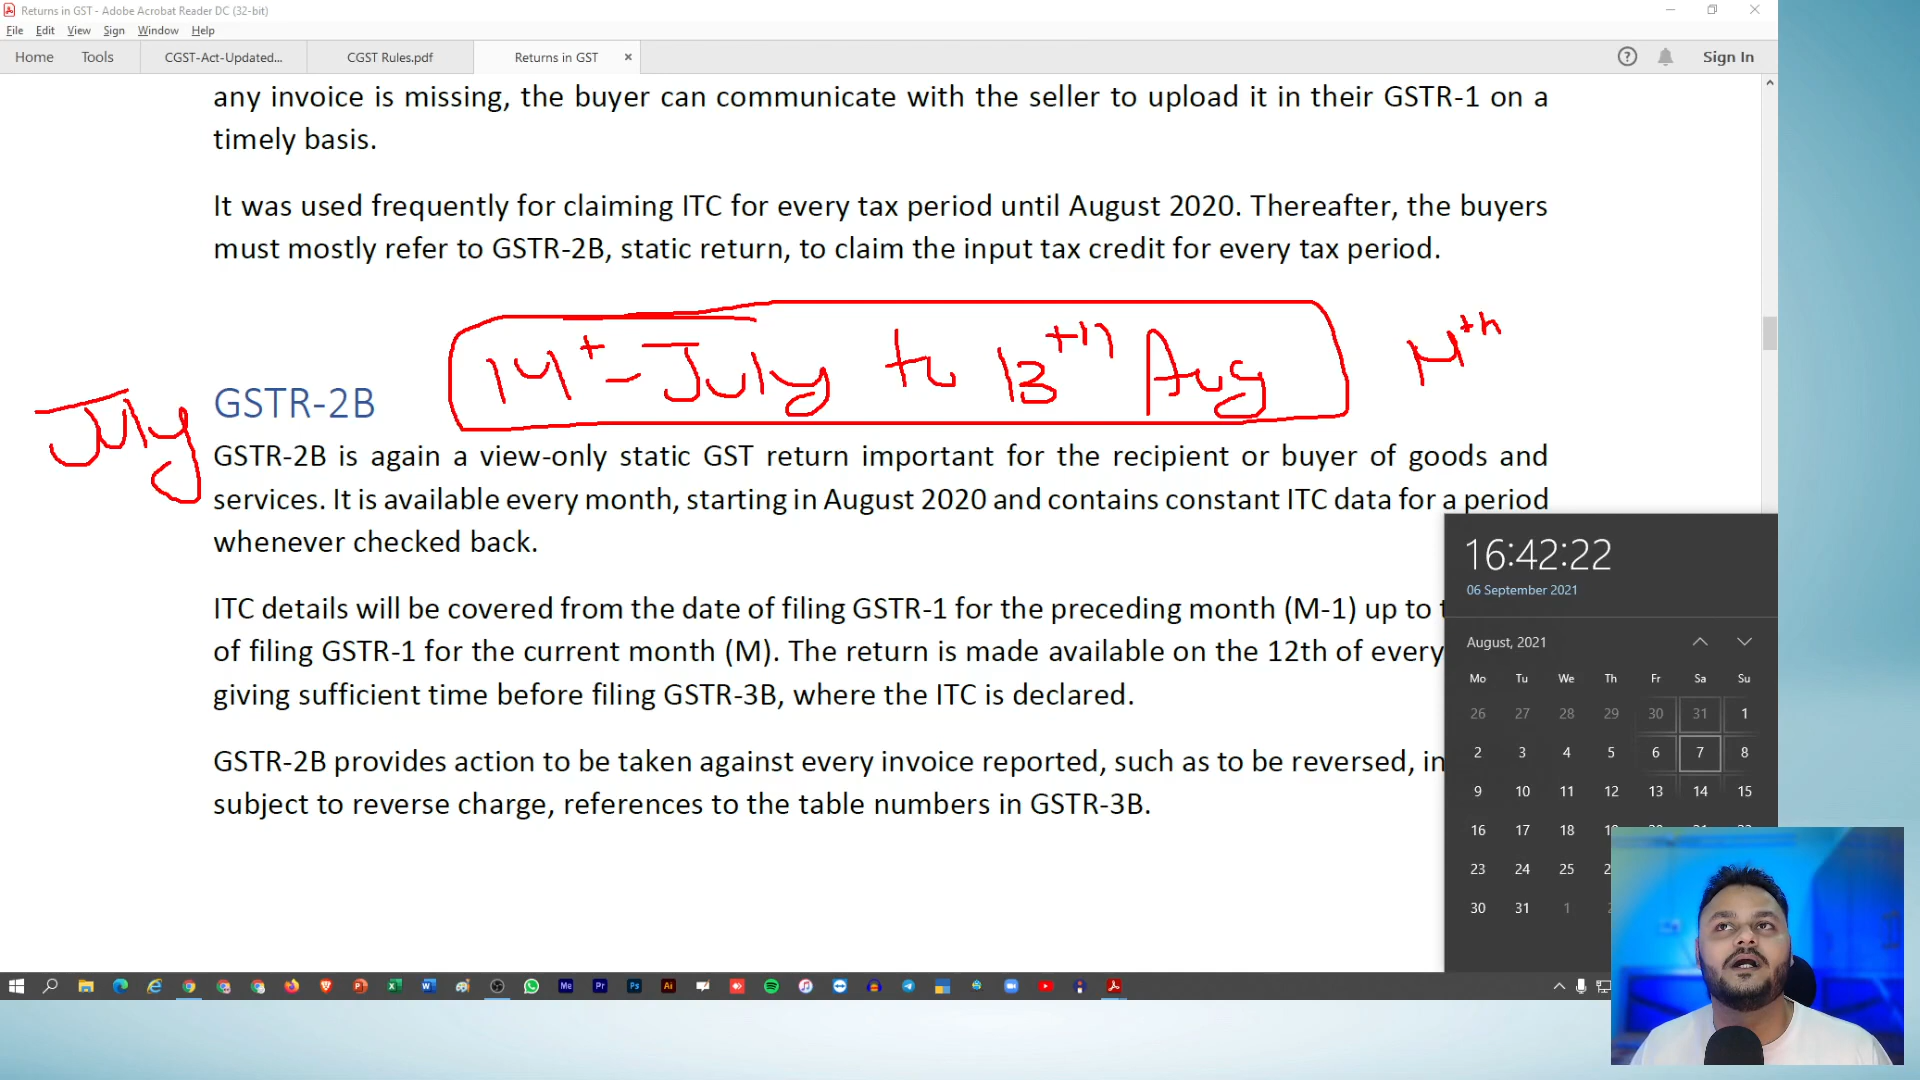 Returns in GST - Adobe Acrobat Reader DC (32-bit)
File Edit View Sign Window Help
Home Tools CGST-Act-Updated... CGST Rules.pdf Returns in GST × Sign In
any invoice is missing, the buyer can communicate with the seller to upload it in their GSTR-1 on a
timely basis.
It was used frequently for claiming ITC for every tax period until August 2020. Thereafter, the buyers
must mostly refer to GSTR-2B, static return, to claim the input tax credit for every tax period.
14 - July to 13th Aug
July
GSTR-2B
GSTR-2B is again a view-only static GST return important for the recipient or buyer of goods and
services. It is available every month, starting in August 2020 and contains constant ITC data for a period
whenever checked back.
ITC details will be covered from the date of filing GSTR-1 for the preceding month (M-1) up to
of filing GSTR-1 for the current month (M). The return is made available on the 12th of every
giving sufficient time before filing GSTR-3B, where the ITC is declared.
GSTR-2B provides action to be taken against every invoice reported, such as to be reversed,
subject to reverse charge, references to the table numbers in GSTR-3B.
16:42:22
06 September 2021
August, 2021
Mo Tu We Th Fr Sa Su
26 27 28 29 30 31 1
2 3 4 5 6 7 8
9 10 11 12 13 14 15
16 17 18
23 24 25
30 31 1